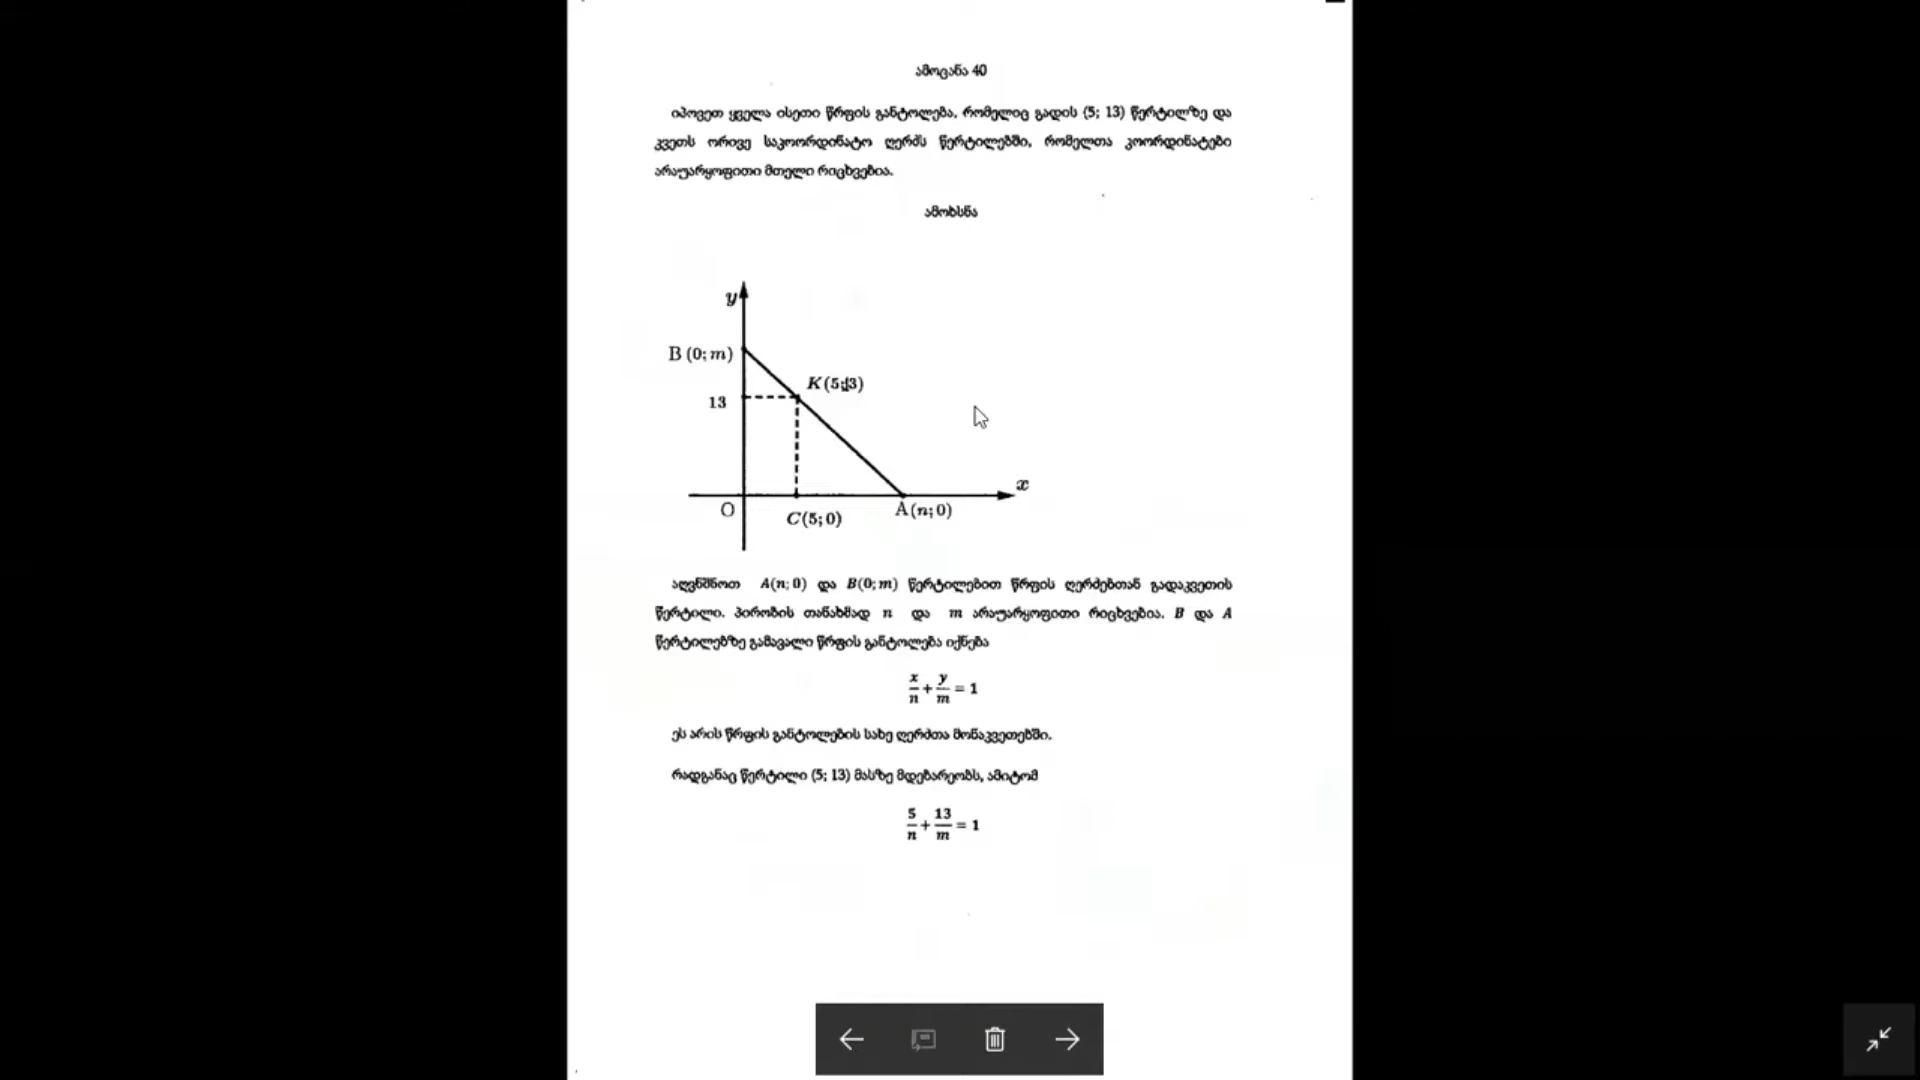 ამოცანა 40
იპოვეთ ყველა ისეთი წრფის განტოლება, რომელიც გადის (5; 13) წერტილზე და
კვეთს ორივე საკოორდინატო ღერძს წერტილებში, რომელთა კოორდინატები
არაუარყოფითი მთელი რიცხვებია.
ამოხსნა
y
B (0; m)
K(5;13)
13
x
O
A(n; 0)
C(5; 0)
აღვნშნოთ A(n; 0) და B(0; m) წერტილებით წრფის ღერძებთან გადაკვეთის
წერტილი. პირობის თანახმად n და m არაუარყოფითი რიცხვებია. B და A
წერტილებზე გამავალი წრფის განტოლება იქნება
x/n + y/m = 1
ეს არის წრფის განტოლების სახე ღერძთა მონაკვეთებში.
რადგანაც წერტილი (5; 13) მასზე მდებარეობს, ამიტომ
5/n + 13/m = 1